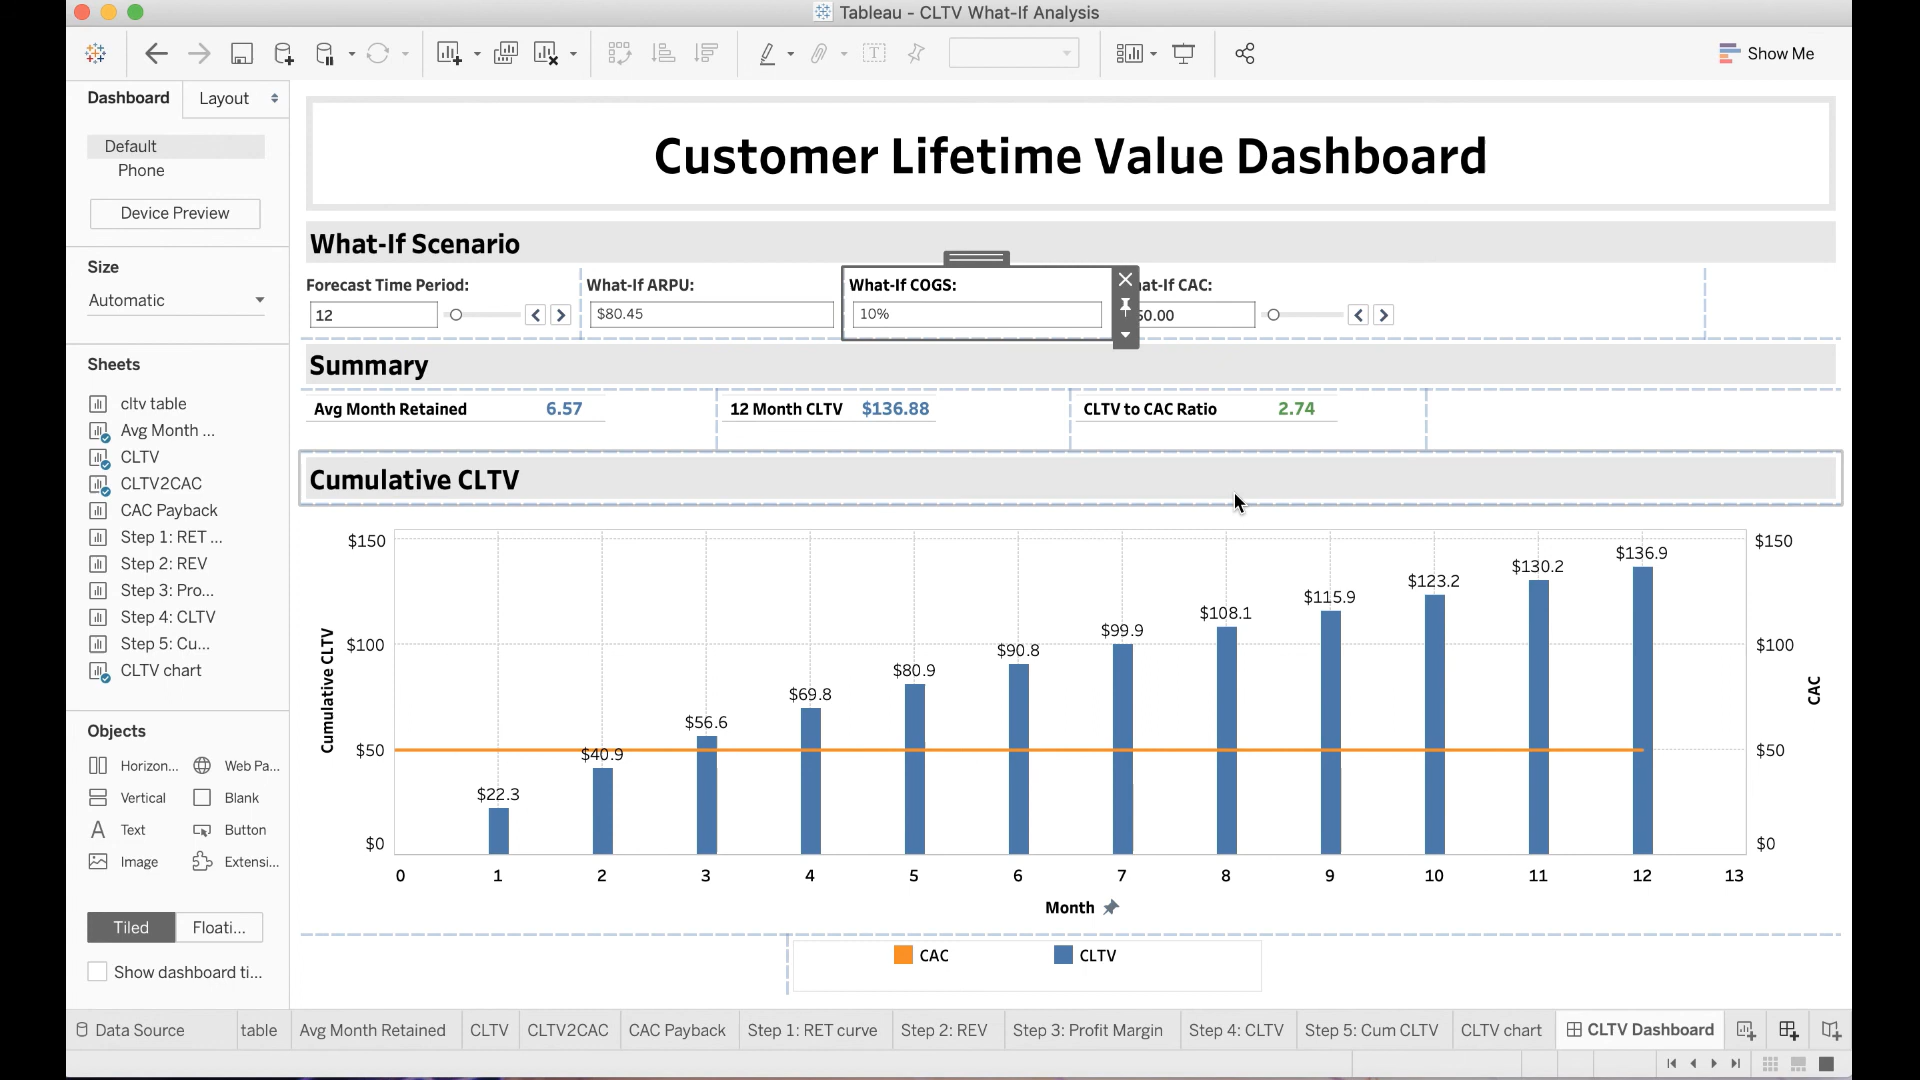 Tableau - CLTV What-If Analysis
Show Me
Dashboard
Layout
Default
Phone
Device Preview
Size
Automatic
Sheets
cltv table
Avg Month ...
CLTV
CLTV2CAC
CAC Payback
Step 1: RET ...
Step 2: REV
Step 3: Pro...
Step 4: CLTV
Step 5: Cu...
CLTV chart
Objects
Horizon... Web Pa...
Vertical Blank
Text Button
Image Extensi...
Tiled Floati...
Show dashboard ti...
Customer Lifetime Value Dashboard
What-If Scenario
Forecast Time Period: What-If ARPU: What-If COGS: at-If CAC:
12 $80.45 10% 50.00
Summary
Avg Month Retained 6.57 12 Month CLTV $136.88 CLTV to CAC Ratio 2.74
Cumulative CLTV
$150 $100 $50 $0
Cumulative CLTV
$22.3 $40.9 $56.6 $69.8 $80.9 $90.8 $99.9 $108.1 $115.9 $123.2 $130.2 $136.9
$150 $100 $50 $0
CAC
0 1 2 3 4 5 6 7 8 9 10 11 12 13
Month
CAC CLTV
Data Source table Avg Month Retained CLTV CLTV2CAC CAC Payback Step 1: RET curve Step 2: REV Step 3: Profit Margin Step 4: CLTV Step 5: Cum CLTV CLTV chart CLTV Dashboard